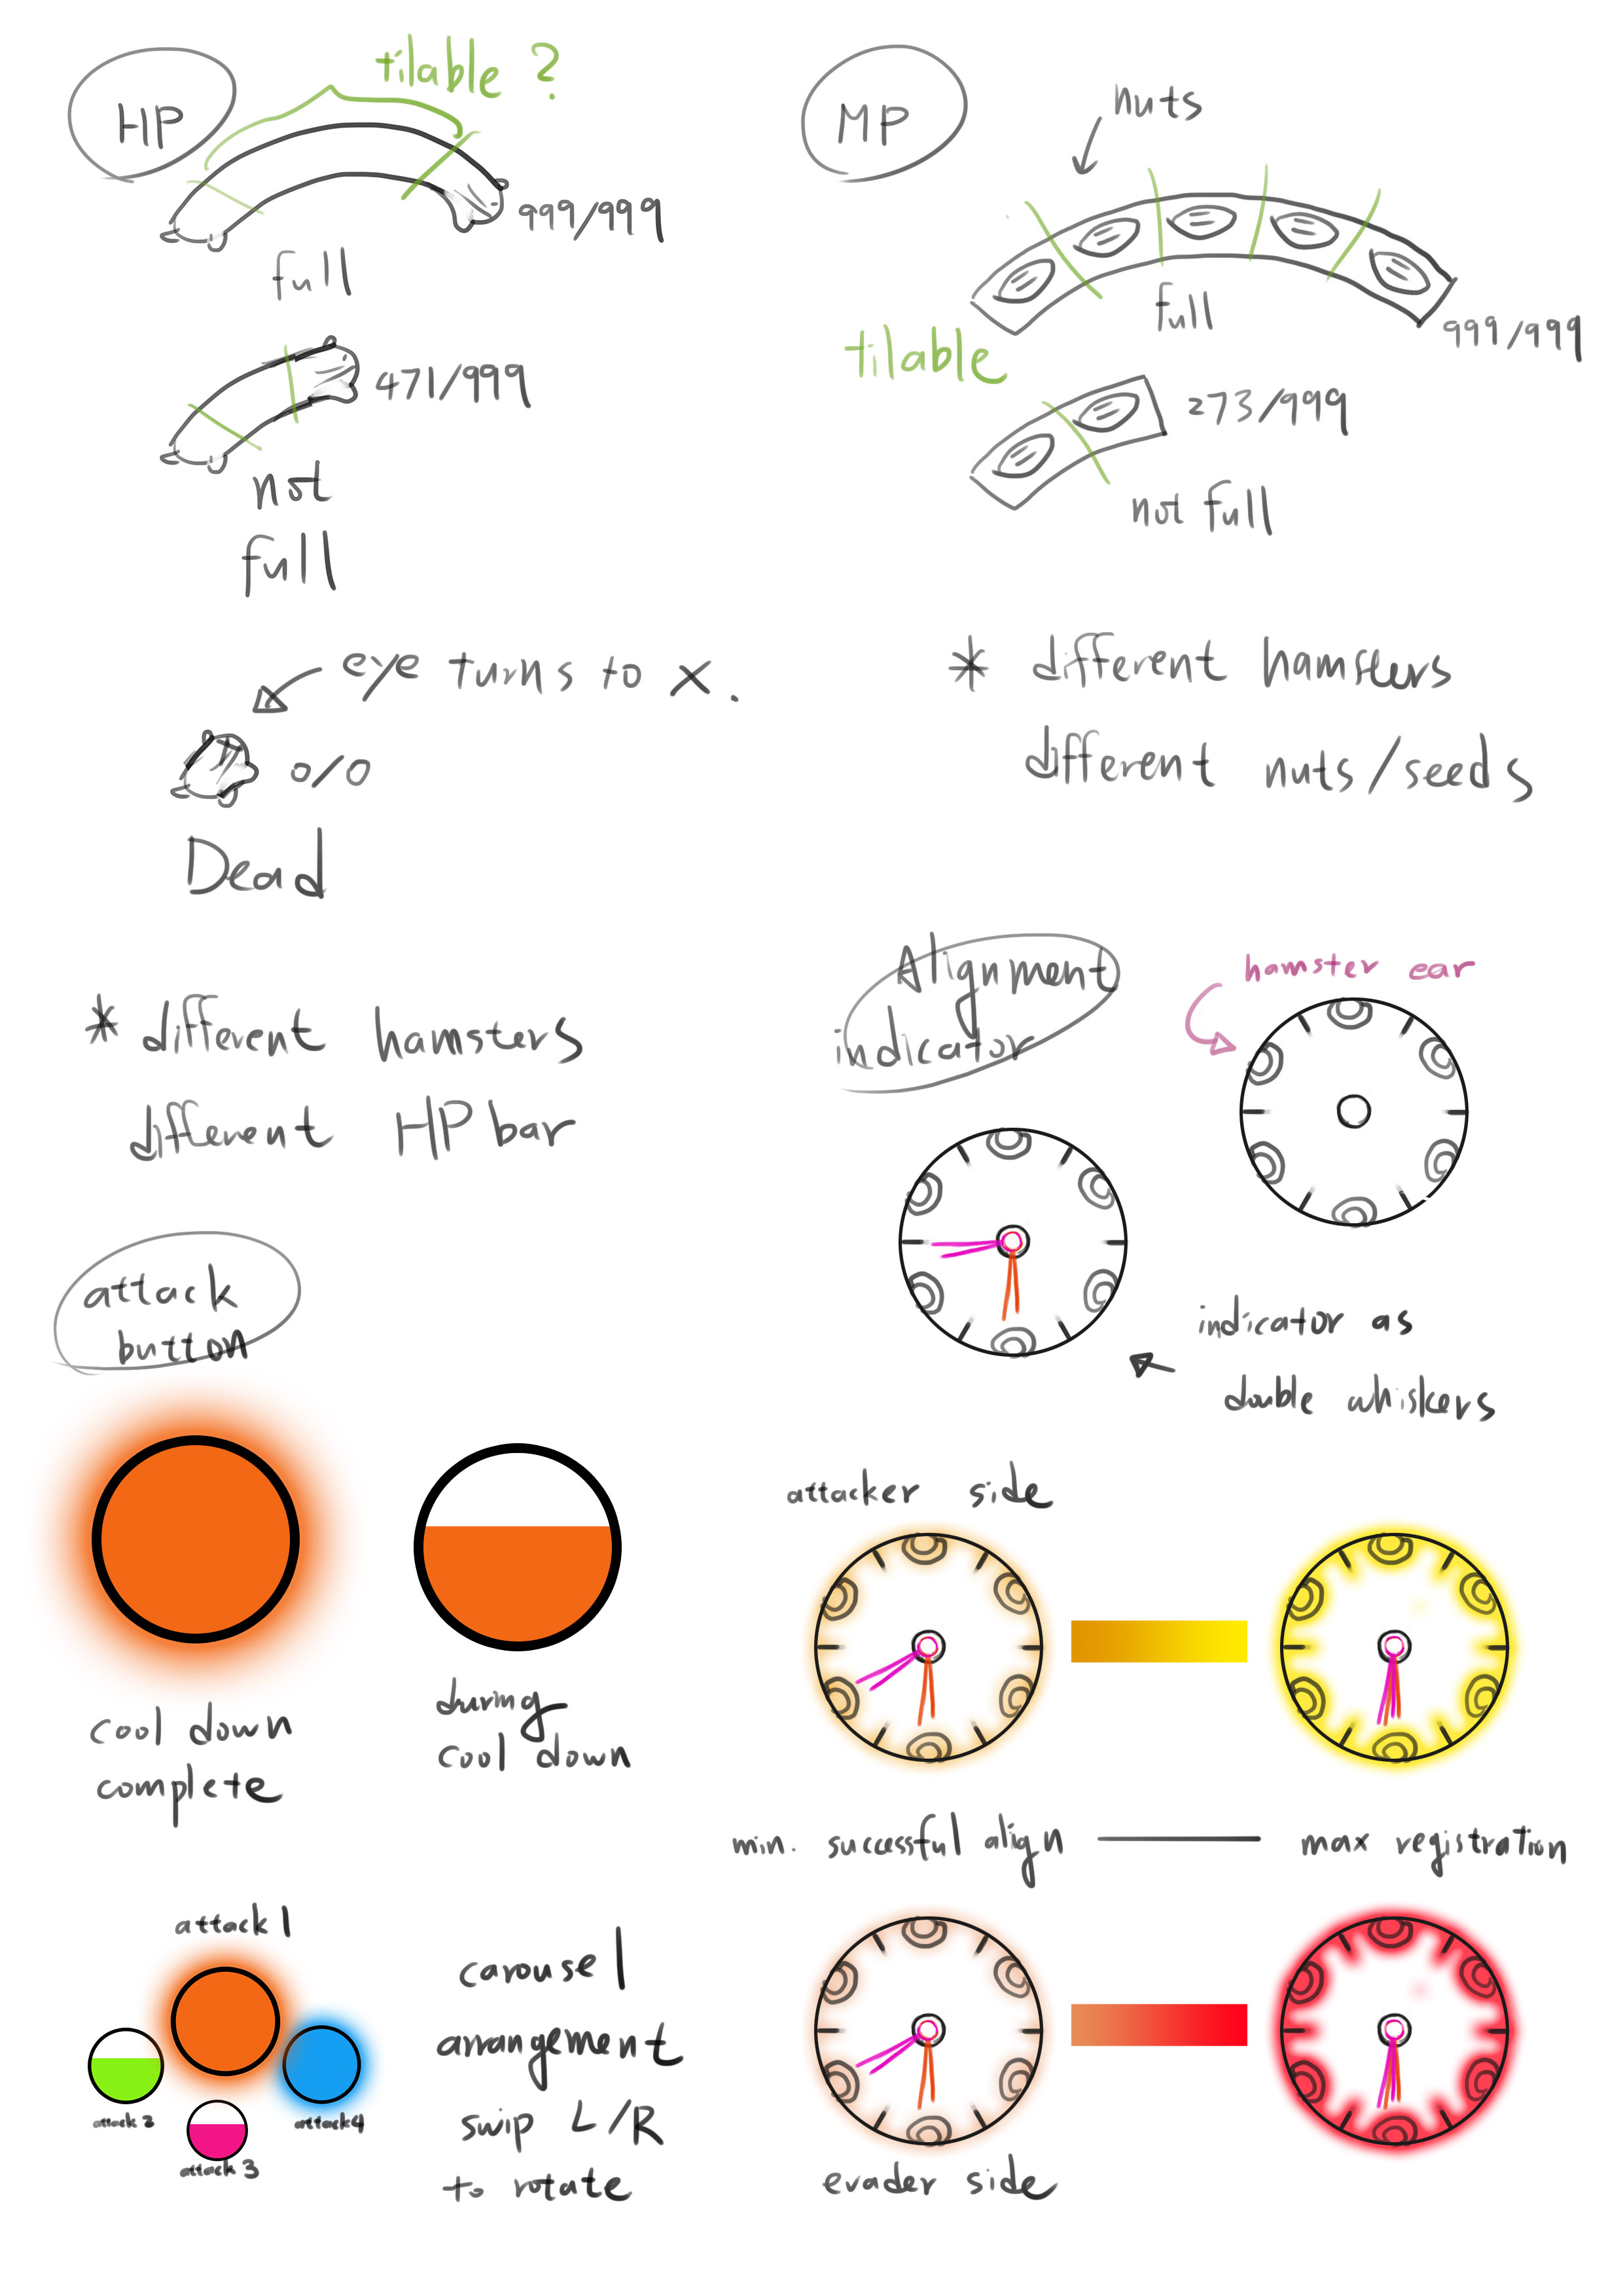 HP
tilable ?
999/999
full
471/999
not
full
eye turns to x.
0/0
Dead
* different hamsters
different HP bar
MP
nuts
full
999/999
tilable
273/999
not full
* different hamsters
different nuts/seeds
Alignment
indicator
hamster ear
indicator as
double whiskers
attack
button
cool down
complete
during
cool down
attack 1
attack 2
attack 3
attack 4
carousel
arrangement
swip L/R
to rotate
attacker side
min. successful align
max registration
evader side